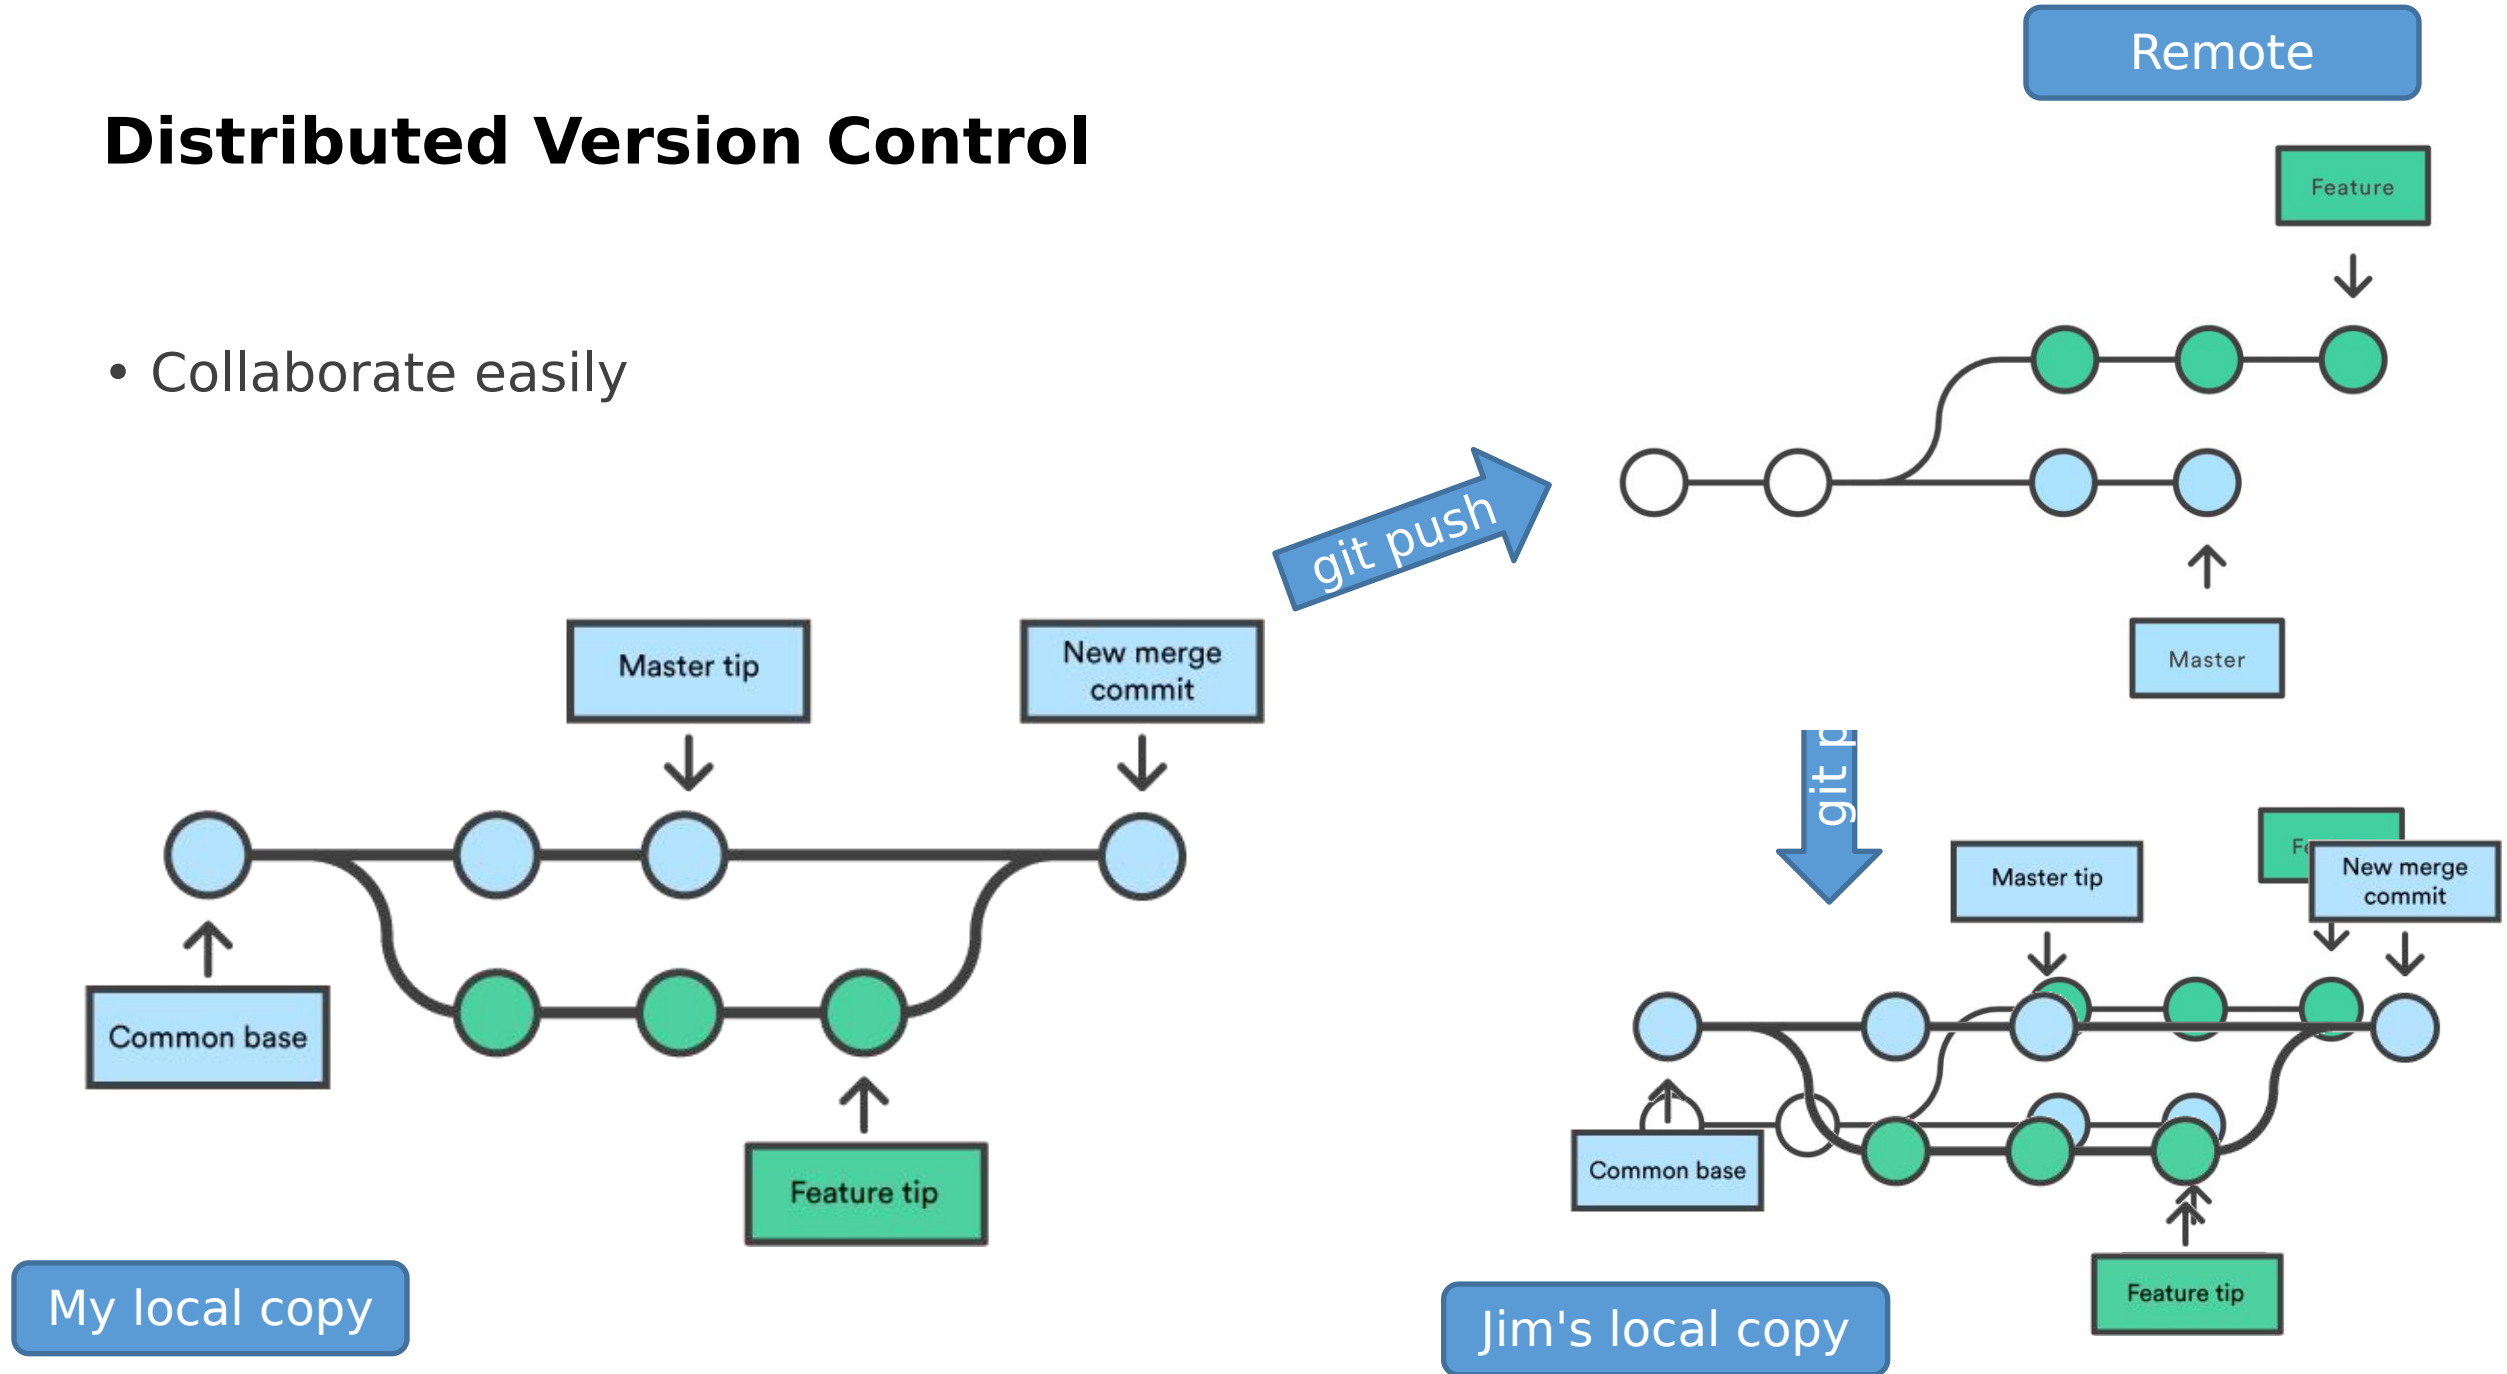 Remote
Distributed Version Control
Feature
• Collaborate easily
git push
Master tip
New merge
commit
Master
git
Master tip
New merge
commit
Common base
Common base
Feature tip
Feature tip
My local copy
Jim's local copy